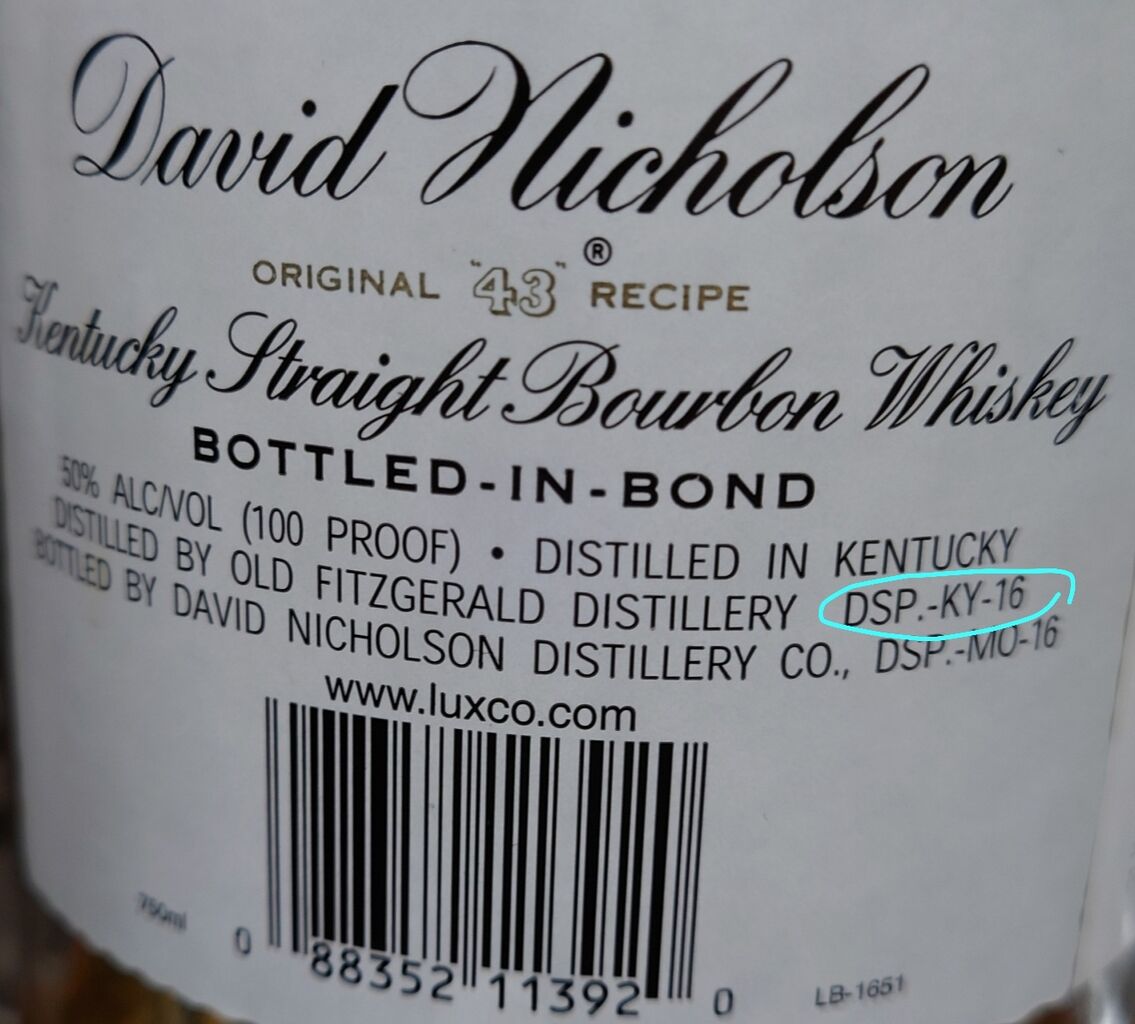 David Nicholson
®
ORIGINAL "43" RECIPE
Kentucky Straight Bourbon Whiskey
BOTTLED-IN-BOND
50% ALC/VOL (100 PROOF) • DISTILLED IN KENTUCKY
DISTILLED BY OLD FITZGERALD DISTILLERY DSP.-KY-16
BOTTLED BY DAVID NICHOLSON DISTILLERY CO., DSP.-MO-16
www.luxco.com
750ml
0 88352 11392 0
LB-1651